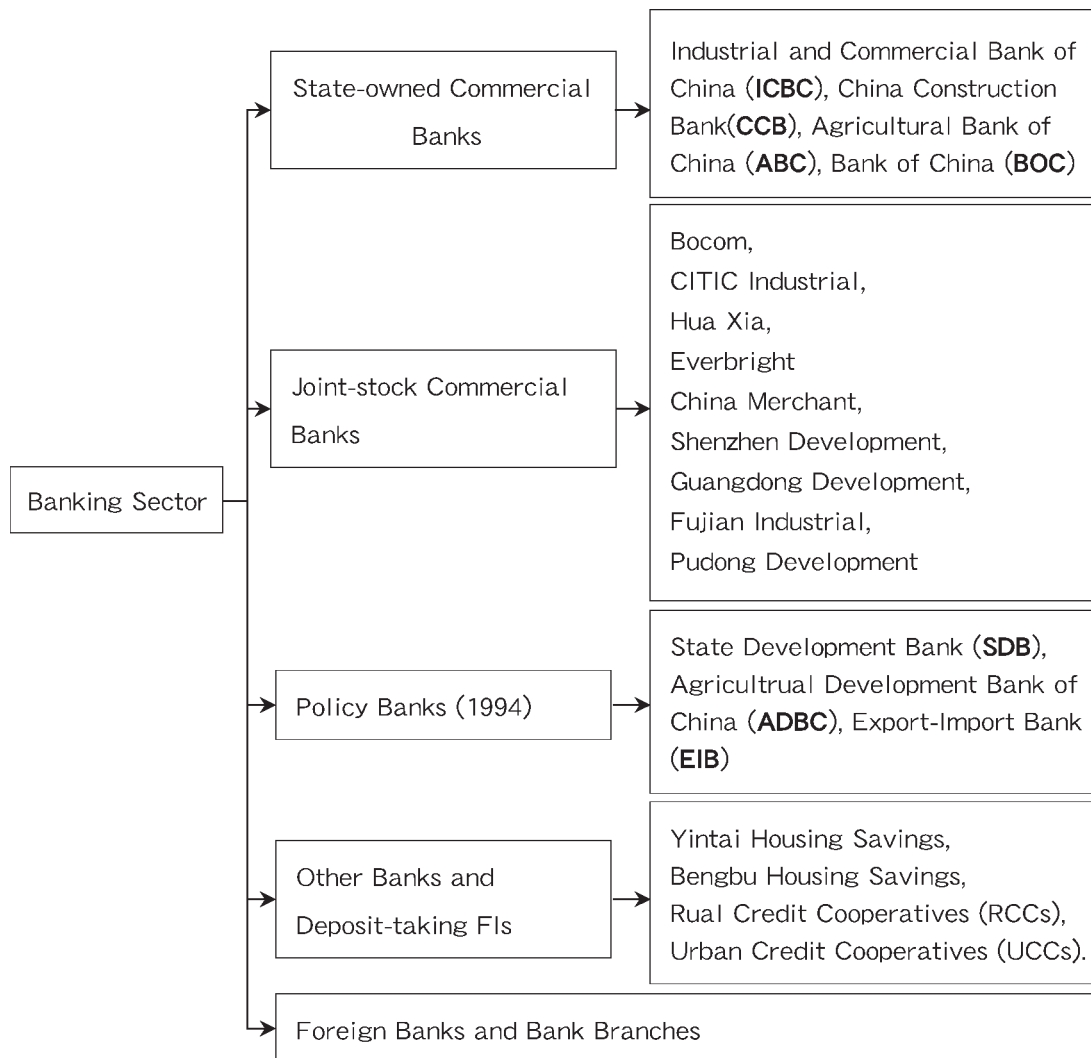 State-owned Commercial
Banks
Industrial and Commercial Bank of
China (ICBC), China Construction
Bank(CCB), Agricultural Bank of
China (ABC), Bank of China (BOC)
Joint-stock Commercial
Banks
Bocom,
CITIC Industrial,
Hua Xia,
Everbright
China Merchant,
Shenzhen Development,
Guangdong Development,
Fujian Industrial,
Pudong Development
Banking Sector
Policy Banks (1994)
State Development Bank (SDB),
Agricultrual Development Bank of
China (ADBC), Export-Import Bank
(EIB)
Other Banks and
Deposit-taking FIs
Yintai Housing Savings,
Bengbu Housing Savings,
Rual Credit Cooperatives (RCCs),
Urban Credit Cooperatives (UCCs).
Foreign Banks and Bank Branches